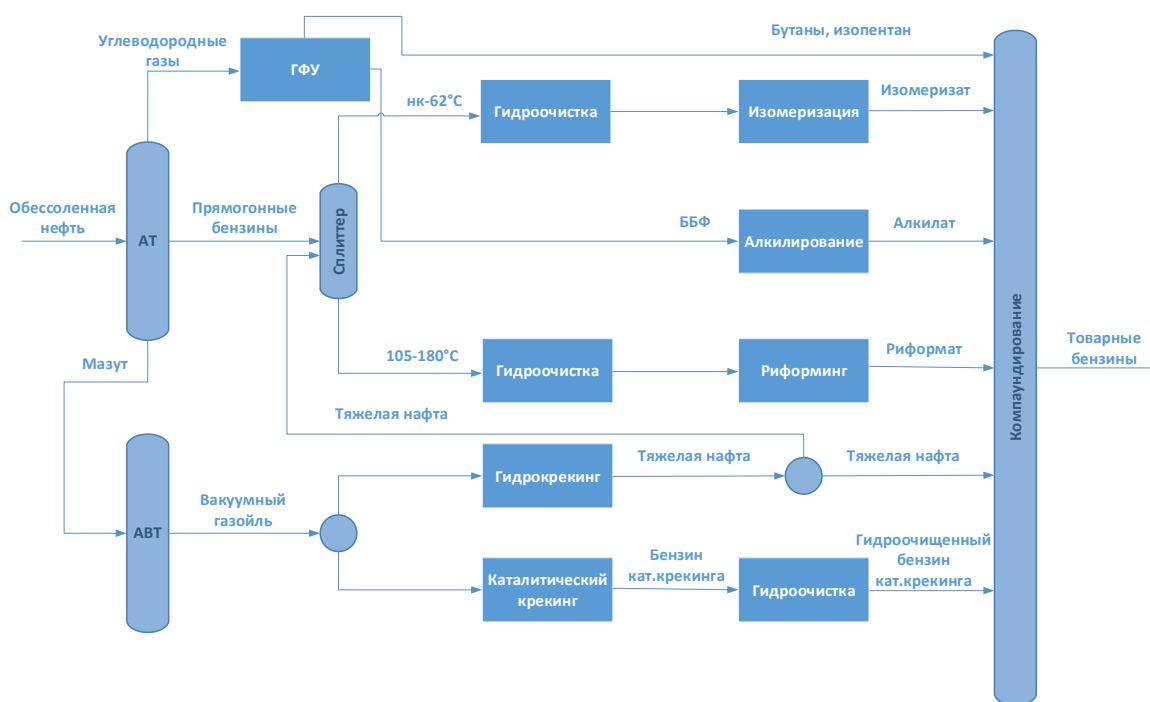 Углеводородные
газы
ГФУ
Бутаны, изопентан
нк-62°С
Гидроочистка
Изомеризация
Изомеризат
Обессоленная
нефть
АТ
Прямогонные
бензины
Сплиттер
ББФ
Алкилирование
Алкилат
Мазут
105-180°С
Гидроочистка
Риформинг
Риформат
Компаундирование
Товарные
бензины
Тяжелая нафта
Гидрокрекинг
Тяжелая нафта
Тяжелая нафта
АВТ
Вакуумный
газойль
Каталитический
крекинг
Бензин
кат.крекинга
Гидроочистка
Гидроочищенный
бензин
кат.крекинга